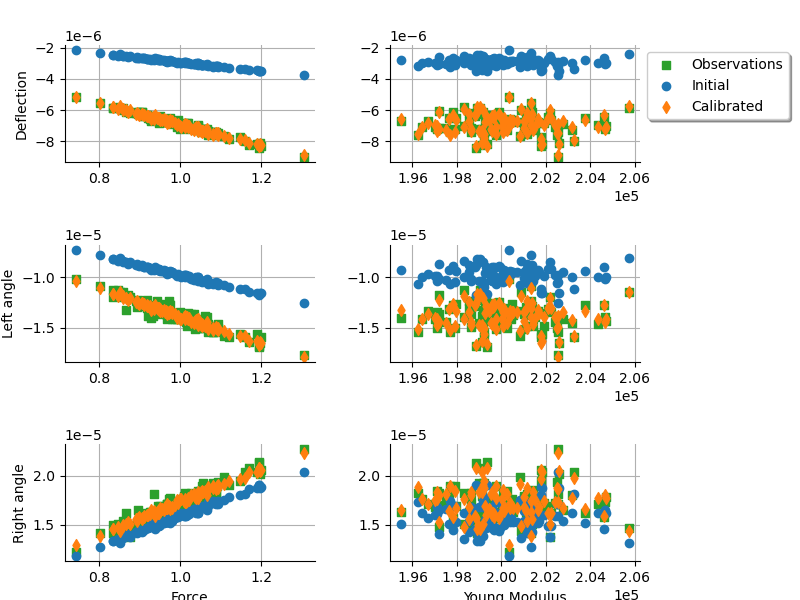 1e−6
−2
−4
−6
−8
Deflection
0.8 1.0 1.2
1e−6
−2
−4
−6
−8
1.96 1.98 2.00 2.02 2.04 2.06
1e5
Observations
Initial
Calibrated
1e−5
−1.0
−1.5
Left angle
0.8 1.0 1.2
1e−5
−1.0
−1.5
1.96 1.98 2.00 2.02 2.04 2.06
1e5
1e−5
2.0
1.5
Right angle
0.8 1.0 1.2
Force
1e−5
2.0
1.5
1.96 1.98 2.00 2.02 2.04 2.06
1e5
Young Modulus